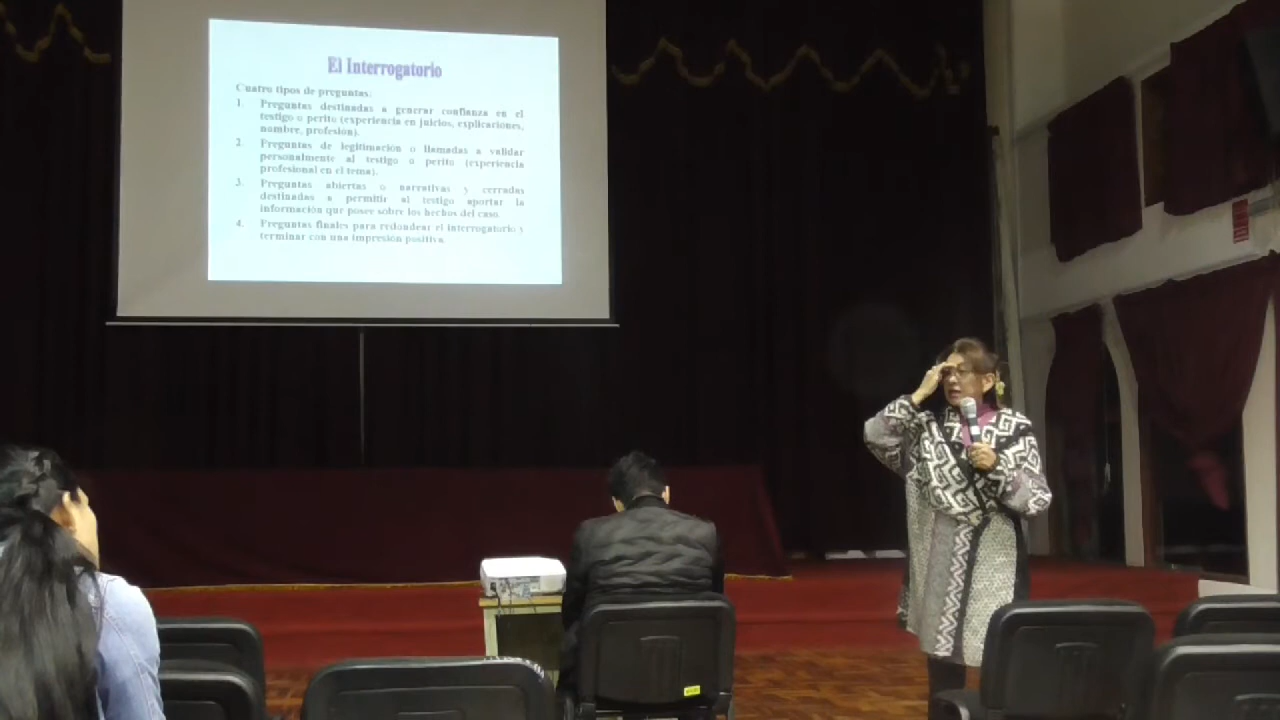 El Interrogatorio
Cuatro tipos de preguntas:
1. Preguntas destinadas a generar confianza en el
testigo o perito (experiencia en juicios, explicaciones,
nombre, profesión).
2. Preguntas de legitimación o llamadas a validar
personalmente al testigo o perito (experiencia
profesional en el tema).
3. Preguntas abiertas o narrativas y cerradas
destinadas a permitir al testigo aportar la
información que posee sobre los hechos del caso.
4. Preguntas finales para redondear el interrogatorio y
terminar con una impresión positiva.